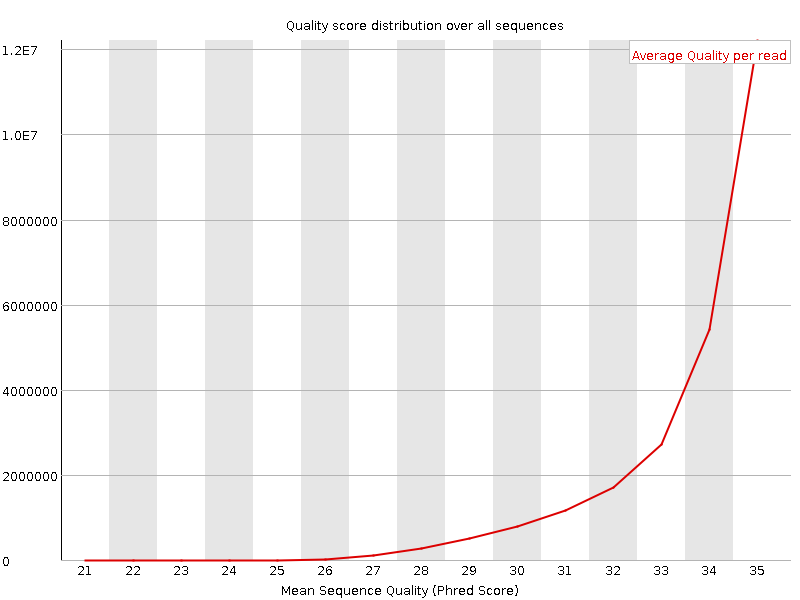 Quality score distribution over all sequences
Average Quality per read
1.2E7
1.0E7
8000000
6000000
4000000
2000000
0
21 22 23 24 25 26 27 28 29 30 31 32 33 34 35
Mean Sequence Quality (Phred Score)